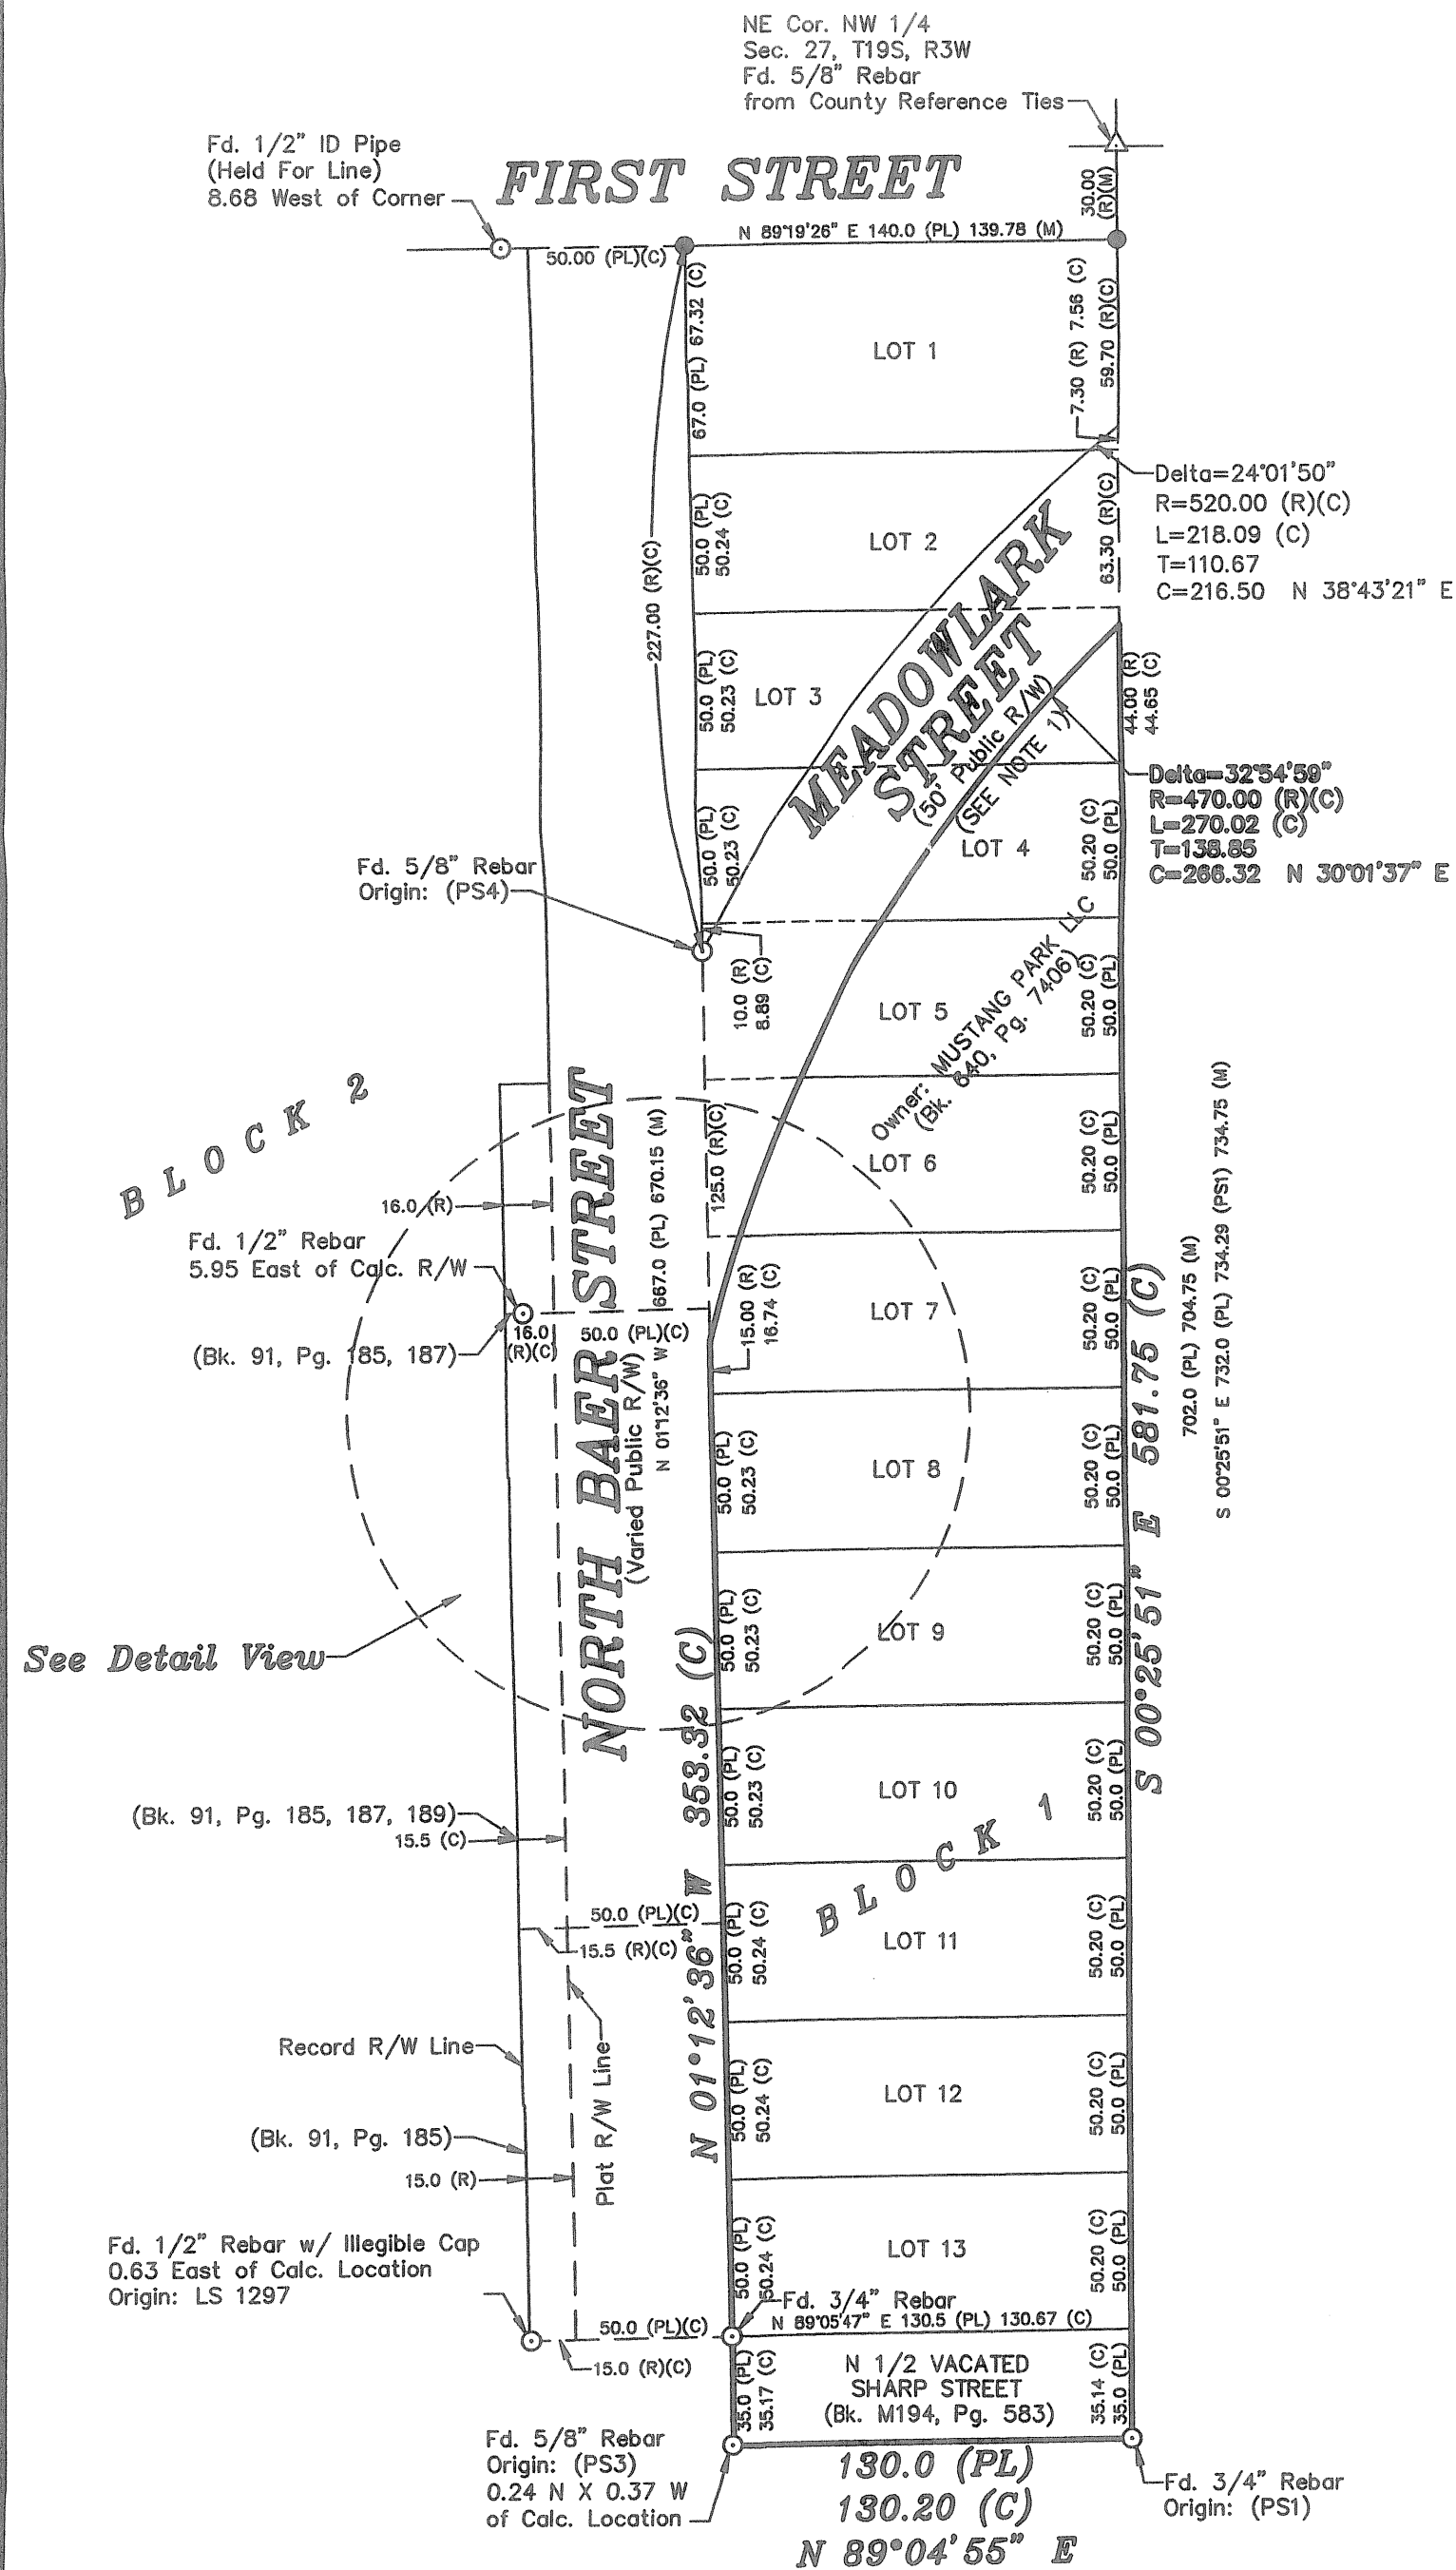 NE Cor. NW 1/4
Sec. 27, T19S, R3W
Fd. 5/8" Rebar
from County Reference Ties
Fd. 1/2" ID Pipe
(Held For Line)
8.68 West of Corner
FIRST STREET
30.00
(R)(M)
N 89°19'26" E 140.0 (PL) 139.78 (M)
50.00 (PL)(C)
67.0 (PL) 67.32 (C)
LOT 1
7.30 (R) 7.56 (C)
59.70 (R)(C)
227.00 (R)(C)
50.0 (PL)
50.24 (C)
LOT 2
63.30 (R)(C)
Delta=24°01'50"
R=520.00 (R)(C)
L=218.09 (C)
T=110.67
C=216.50 N 38°43'21" E
MEADOWLARK
STREET
(50' Public R/W)
(SEE NOTE 1)
50.0 (PL)
50.23 (C)
LOT 3
44.00 (R)
44.65 (C)
Delta=32°54'59"
R=470.00 (R)(C)
L=270.02 (C)
T=138.85
C=266.32 N 30°01'37" E
50.0 (PL)
50.23 (C)
LOT 4
50.20 (C)
50.0 (PL)
Fd. 5/8" Rebar
Origin: (PS4)
10.0 (R)
8.89 (C)
LOT 5
50.20 (C)
50.0 (PL)
Owner: MUSTANG PARK LLC
(Bk. 640, Pg. 7406)
BLOCK 2
125.0 (R)(C)
LOT 6
50.20 (C)
50.0 (PL)
16.0 (R)
Fd. 1/2" Rebar
5.95 East of Calc. R/W
(Bk. 91, Pg. 185, 187)
16.0
(R)(C)
50.0 (PL)(C)
NORTH BAER STREET
(Varied Public R/W)
N 01°12'36" W 667.0 (PL) 670.15 (M)
15.00 (R)
16.74 (C)
LOT 7
50.20 (C)
50.0 (PL)
702.0 (PL) 704.75 (M)
S 00°25'51" E 732.0 (PL) 734.29 (PS1) 734.75 (M)
S 00°25'51" E 581.75 (C)
50.0 (PL)
50.23 (C)
LOT 8
50.20 (C)
50.0 (PL)
See Detail View
50.0 (PL)
50.23 (C)
LOT 9
50.20 (C)
50.0 (PL)
N 01°12'36" W 353.32 (C)
50.0 (PL)
50.23 (C)
LOT 10
50.20 (C)
50.0 (PL)
(Bk. 91, Pg. 185, 187, 189)
15.5 (C)
BLOCK 1
50.0 (PL)(C)
15.5 (R)(C)
50.0 (PL)
50.24 (C)
LOT 11
50.20 (C)
50.0 (PL)
Record R/W Line
Plat R/W Line
50.0 (PL)
50.24 (C)
LOT 12
50.20 (C)
50.0 (PL)
(Bk. 91, Pg. 185)
15.0 (R)
Fd. 1/2" Rebar w/ Illegible Cap
0.63 East of Calc. Location
Origin: LS 1297
50.0 (PL)
50.24 (C)
LOT 13
50.20 (C)
50.0 (PL)
Fd. 3/4" Rebar
N 89°05'47" E 130.5 (PL) 130.67 (C)
50.0 (PL)(C)
15.0 (R)(C)
35.0 (PL)
35.17 (C)
N 1/2 VACATED
SHARP STREET
(Bk. M194, Pg. 583)
35.14 (C)
35.0 (PL)
Fd. 5/8" Rebar
Origin: (PS3)
0.24 N X 0.37 W
of Calc. Location
130.0 (PL)
130.20 (C)
N 89°04'55" E
Fd. 3/4" Rebar
Origin: (PS1)